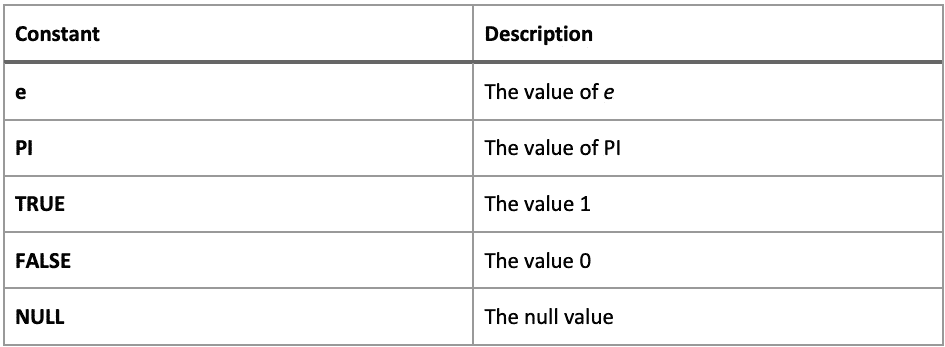 Constant Description
e The value of e
PI The value of PI
TRUE The value 1
FALSE The value 0
NULL The null value